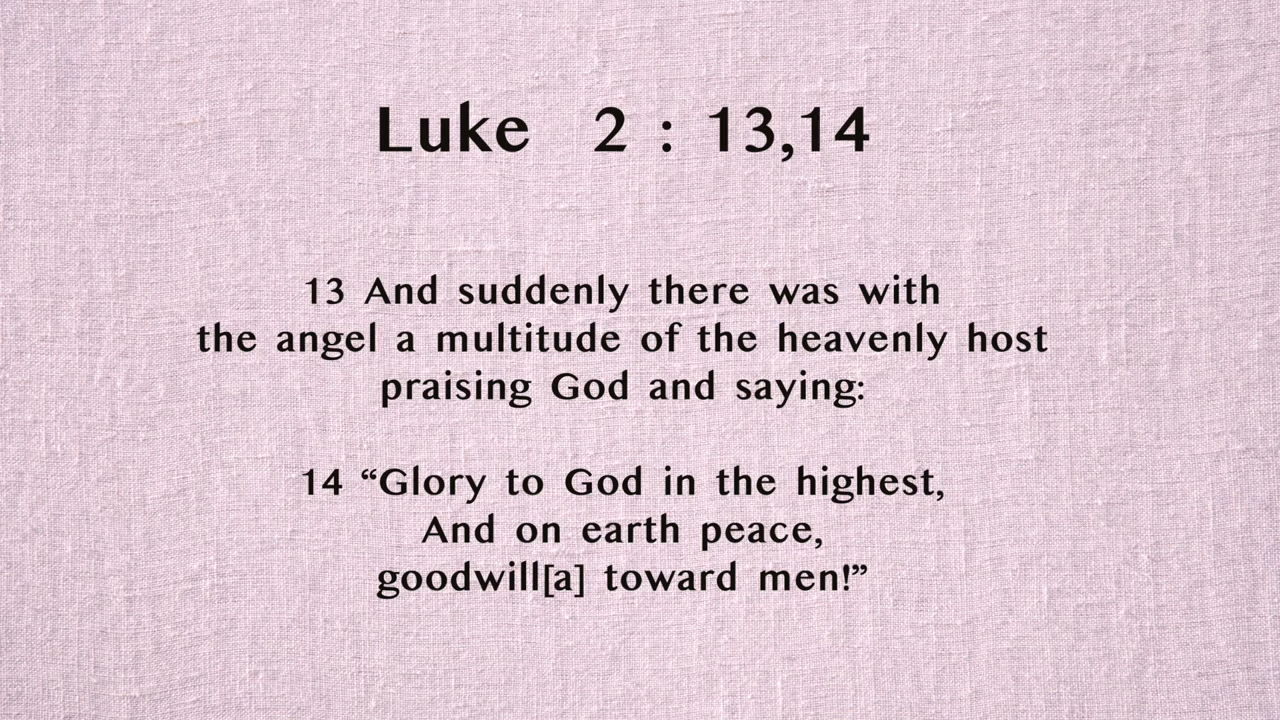 Luke 2 : 13,14
13 And suddenly there was with
the angel a multitude of the heavenly host
praising God and saying:
14 “Glory to God in the highest,
And on earth peace,
goodwill[a] toward men!”